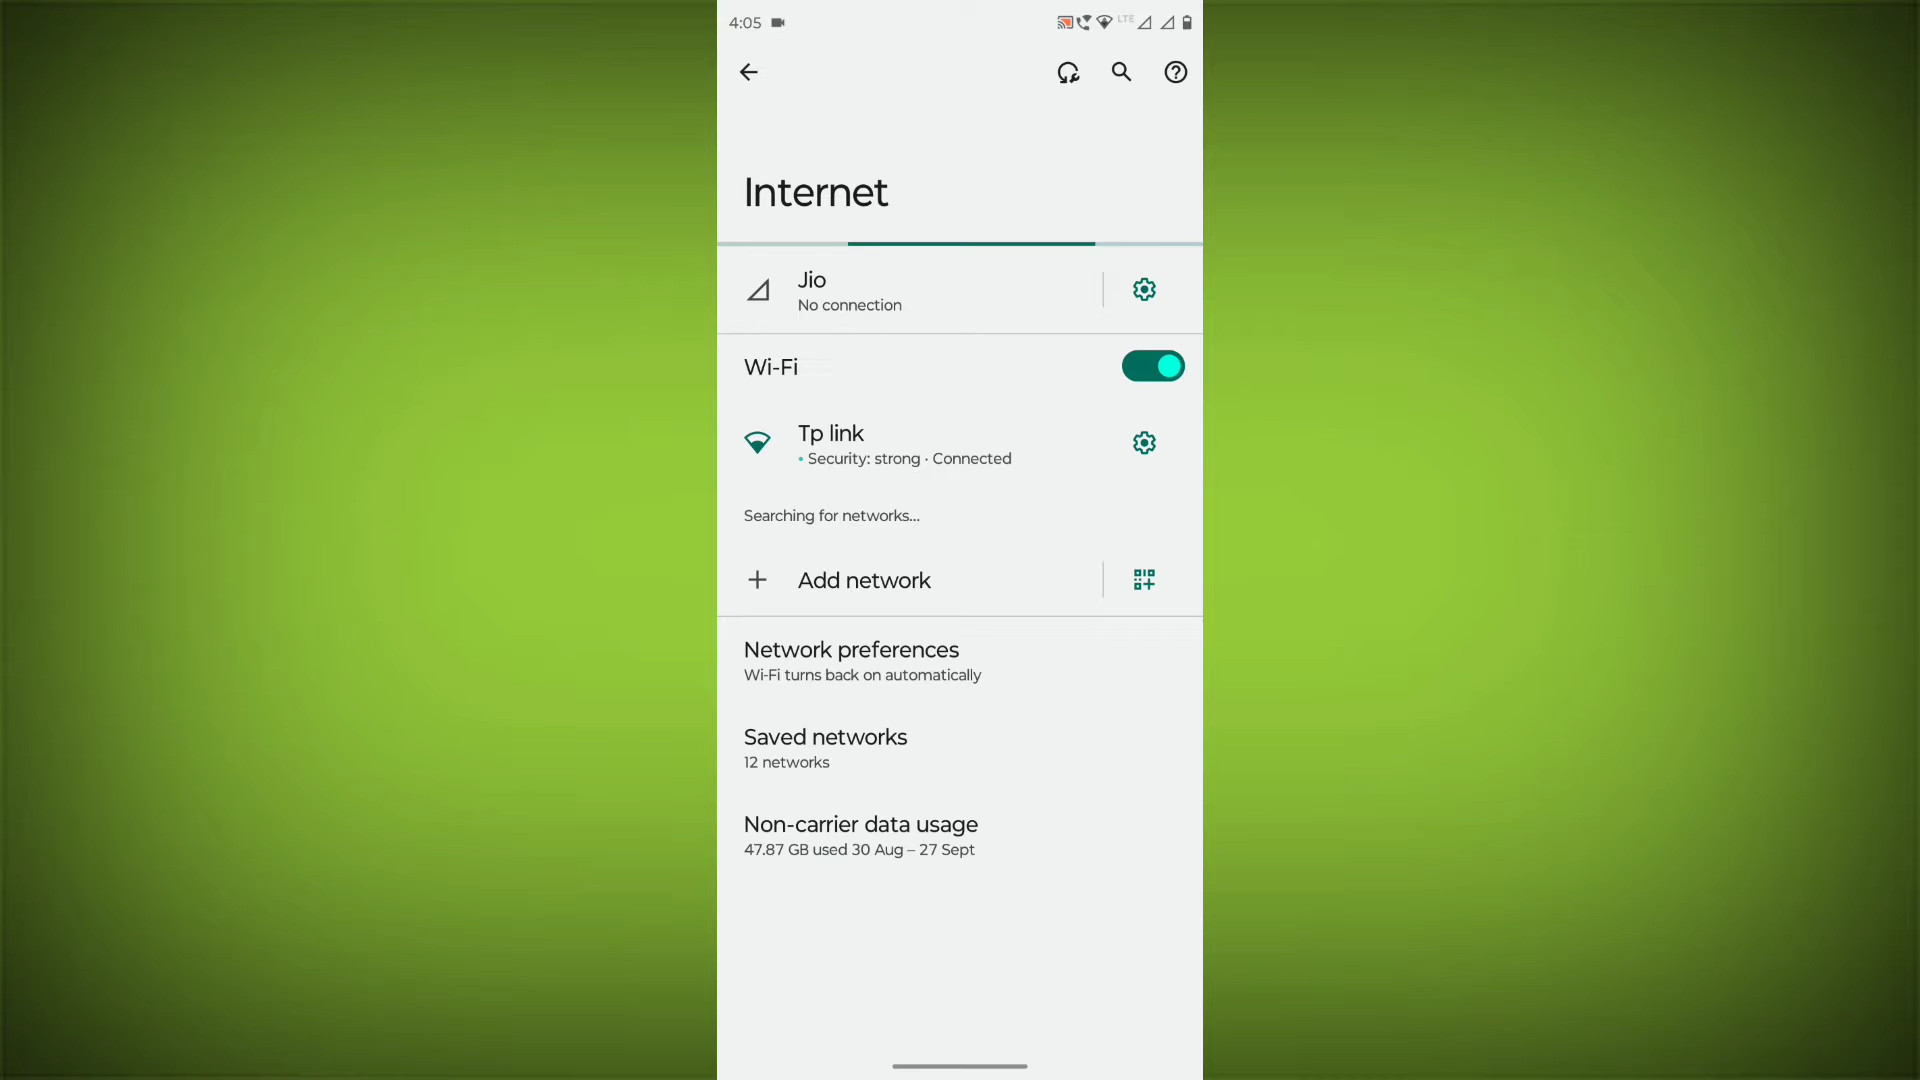 4:05
LTE
Internet
Jio
No connection
Wi-Fi
Tp link
• Security: strong · Connected
Searching for networks...
Add network
Network preferences
Wi-Fi turns back on automatically
Saved networks
12 networks
Non-carrier data usage
47.87 GB used 30 Aug – 27 Sept